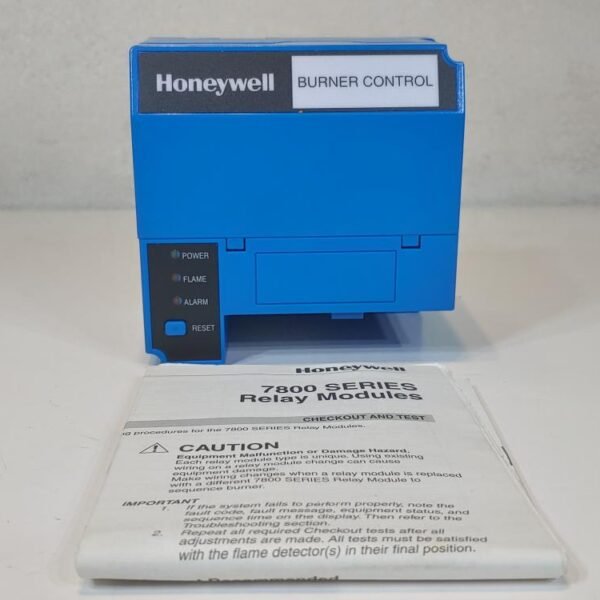 Honeywell
BURNER CONTROL
POWER
FLAME
ALARM
RESET
Honeywell
7800 SERIES
Relay Modules
CHECKOUT AND TEST
procedures for the 7800 SERIES Relay Modules.
CAUTION
Equipment Malfunction or Damage Hazard.
Each relay module type is unique. Using existing
wiring on a relay module change can cause
equipment damage.
Make wiring changes when a relay module is replaced
with a different 7800 SERIES Relay Module to
sequence burner.
IMPORTANT
1. If the system fails to perform properly, note the
fault code, fault message, equipment status, and
sequence time on the display. Then refer to the
Troubleshooting section.
2. Repeat all required Checkout tests after all
adjustments are made. All tests must be satisfied
with the flame detector(s) in their final position.
Recommended